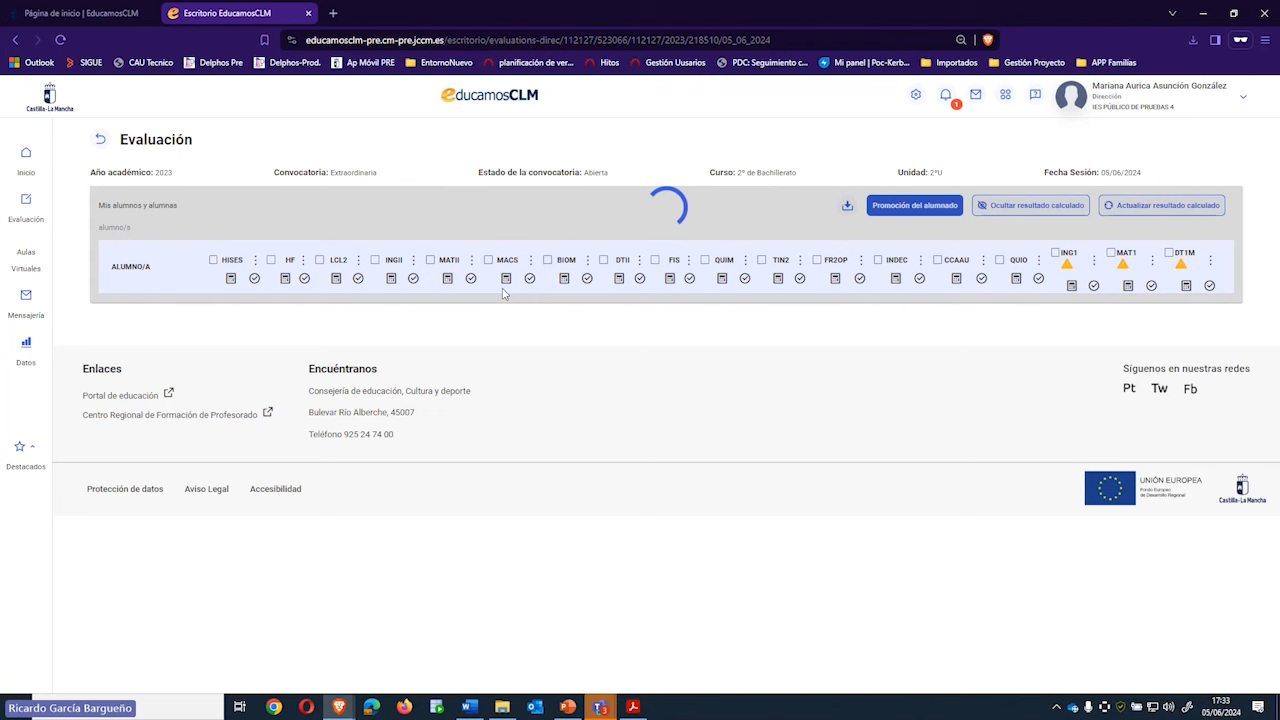 Página de inicio | EducamosCLM
Escritorio EducamosCLM
educamosclm-pre.cm-pre.jccm.es/escritorio/evaluations-direc/112127/523066/112127/2023/218510/05_06_2024
Outlook SIGUE CAU Tecnico Delphos Pre Delphos-Prod. Ap Móvil PRE EntornoNuevo planificación de ver... Hitos Gestión Usuarios FDC: Seguimiento c... Mi panel | Poc-Kerb... Importados Gestión Proyecto APP Familias
Castilla-La Mancha
educamosCLM
1
Mariana Aurica Asunción González
Dirección
IES PÚBLICO DE PRUEBAS 4
Inicio
Evaluación
Aulas
Virtuales
Mensajería
Datos
Destacados
Evaluación
Año académico: 2023 Convocatoria: Extraordinaria Estado de la convocatoria: Abierta Curso: 2º de Bachillerato Unidad: 2ºU Fecha Sesión: 05/06/2024
Mis alumnos y alumnas
Promoción del alumnado Ocultar resultado calculado Actualizar resultado calculado
alumno/s
ALUMNO/A HISES HF LCL2 INGII MATII MACS BIOM DTII FIS QUIM TIN2 FR2OP INDEC CCAAU QUIO ING1 MAT1 DT1M
Enlaces
Portal de educación
Centro Regional de Formación de Profesorado
Encuéntranos
Consejería de educación, Cultura y deporte
Bulevar Río Alberche, 45007
Teléfono 925 24 74 00
Síguenos en nuestras redes
Pt Tw Fb
Protección de datos Aviso Legal Accesibilidad
UNIÓN EUROPEA
Fondo Europeo
de Desarrollo Regional
Castilla-La Mancha
Ricardo García Bargueño
17:33
05/06/2024